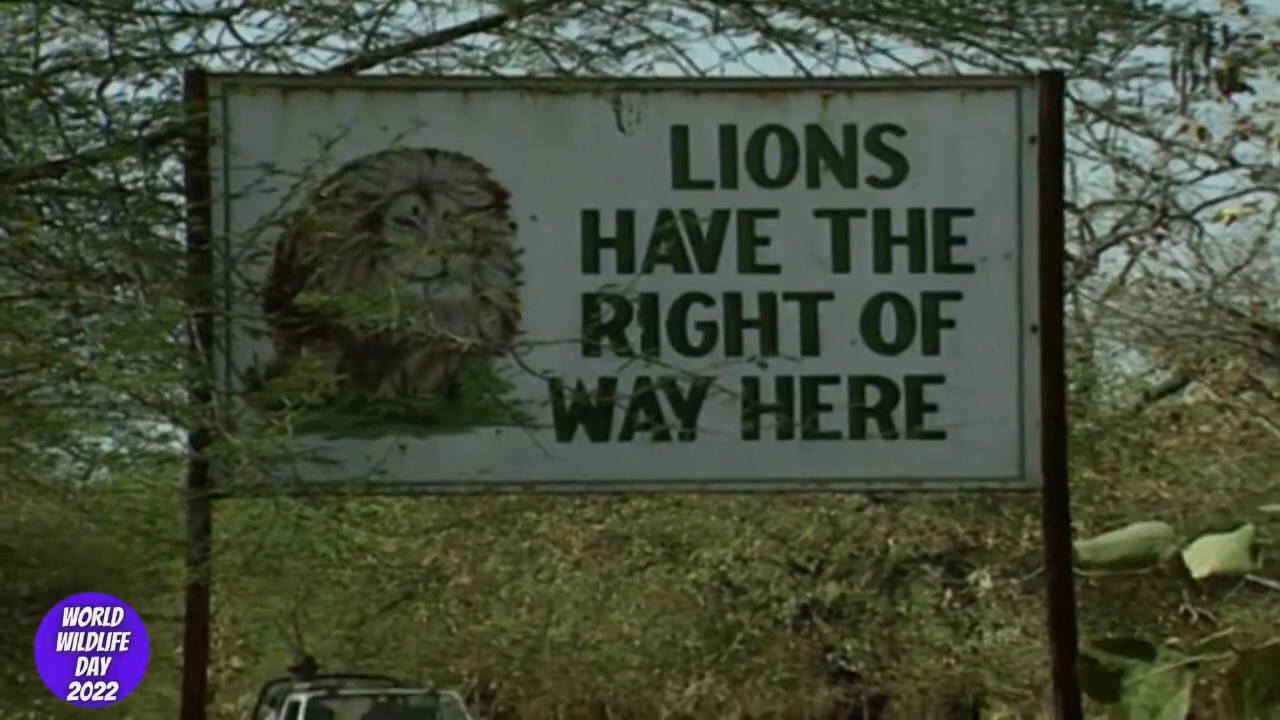 LIONS
HAVE THE
RIGHT OF
WAY HERE
WORLD
WILDLIFE
DAY
2022